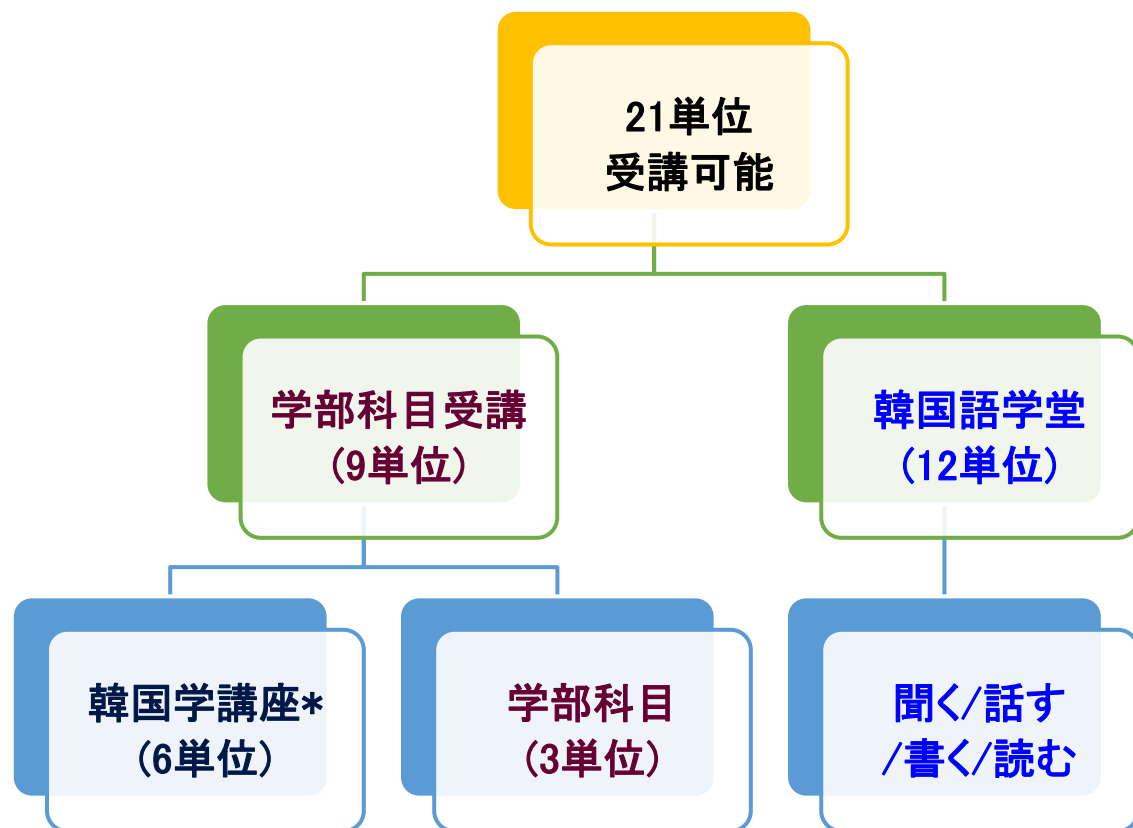 21単位
受講可能
学部科目受講
(9単位)
韓国語学堂
(12単位)
韓国学講座*
(6単位)
学部科目
(3単位)
聞く/話す
/書く/読む